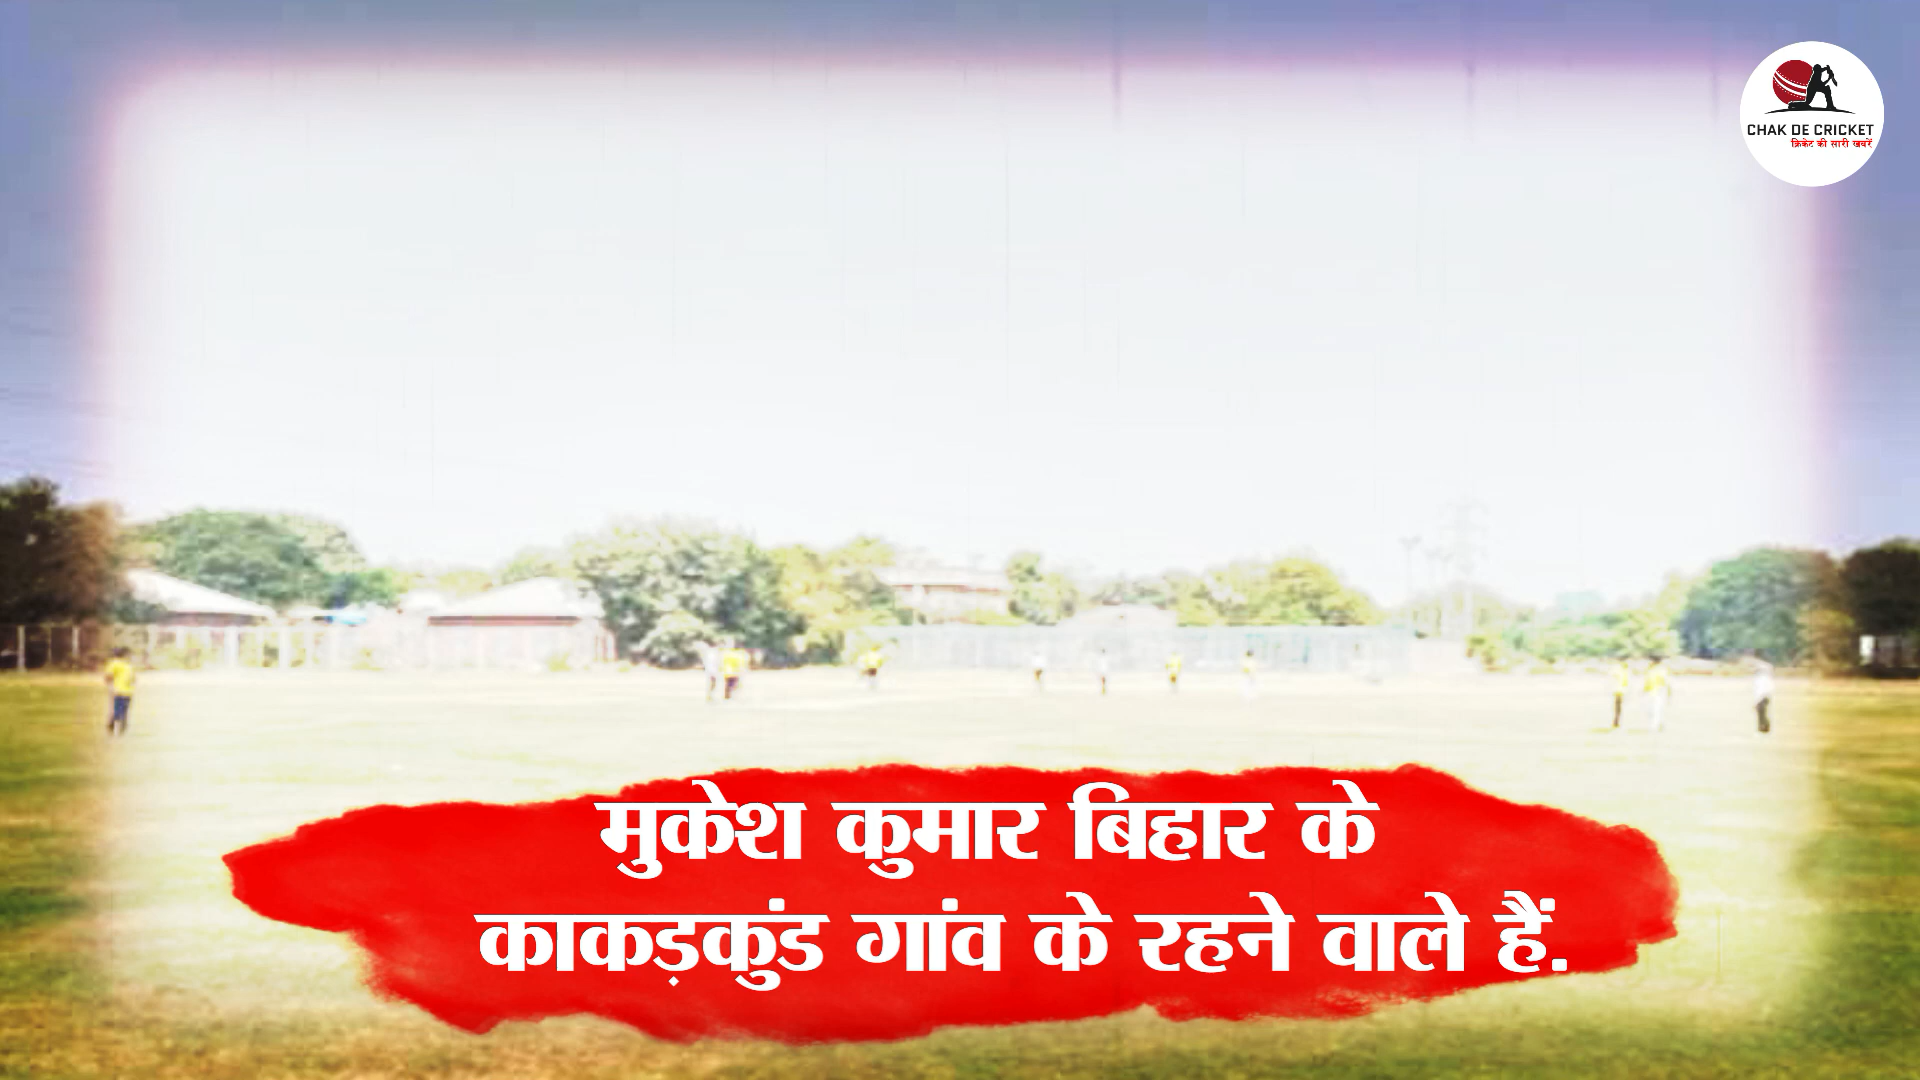 CHAK DE CRICKET
क्रिकेट की सारी खबरें
मुकेश कुमार बिहार के
काकड़कुंड गांव के रहने वाले हैं.